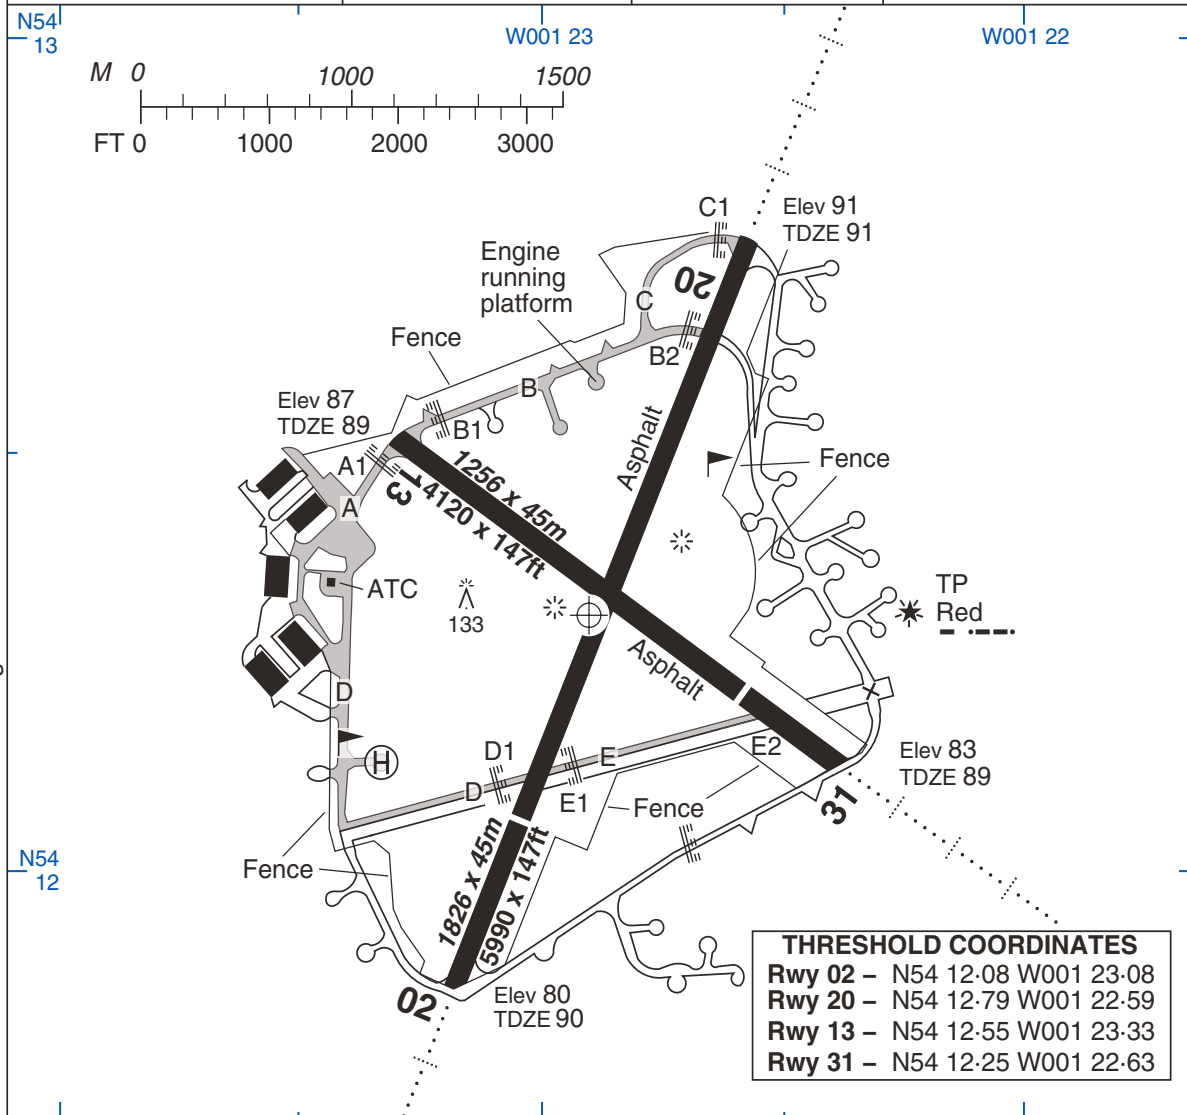 N54
13
W001 23
W001 22
M 0 1000 1500
FT 0 1000 2000 3000
C1
Elev 91
TDZE 91
Engine
running
platform
20
C
Fence
B2
B
Elev 87
TDZE 89
B1
A1
13
A
1256 x 45m
4120 x 147ft
Asphalt
Fence
ATC
133
TP
Red
Asphalt
D
H
D1
E
E2
Elev 83
TDZE 89
D
E1
Fence
31
N54
12
Fence
1826 x 45m
5990 x 147ft
02
Elev 80
TDZE 90
THRESHOLD COORDINATES
Rwy 02 – N54 12·08 W001 23·08
Rwy 20 – N54 12·79 W001 22·59
Rwy 13 – N54 12·55 W001 23·33
Rwy 31 – N54 12·25 W001 22·63